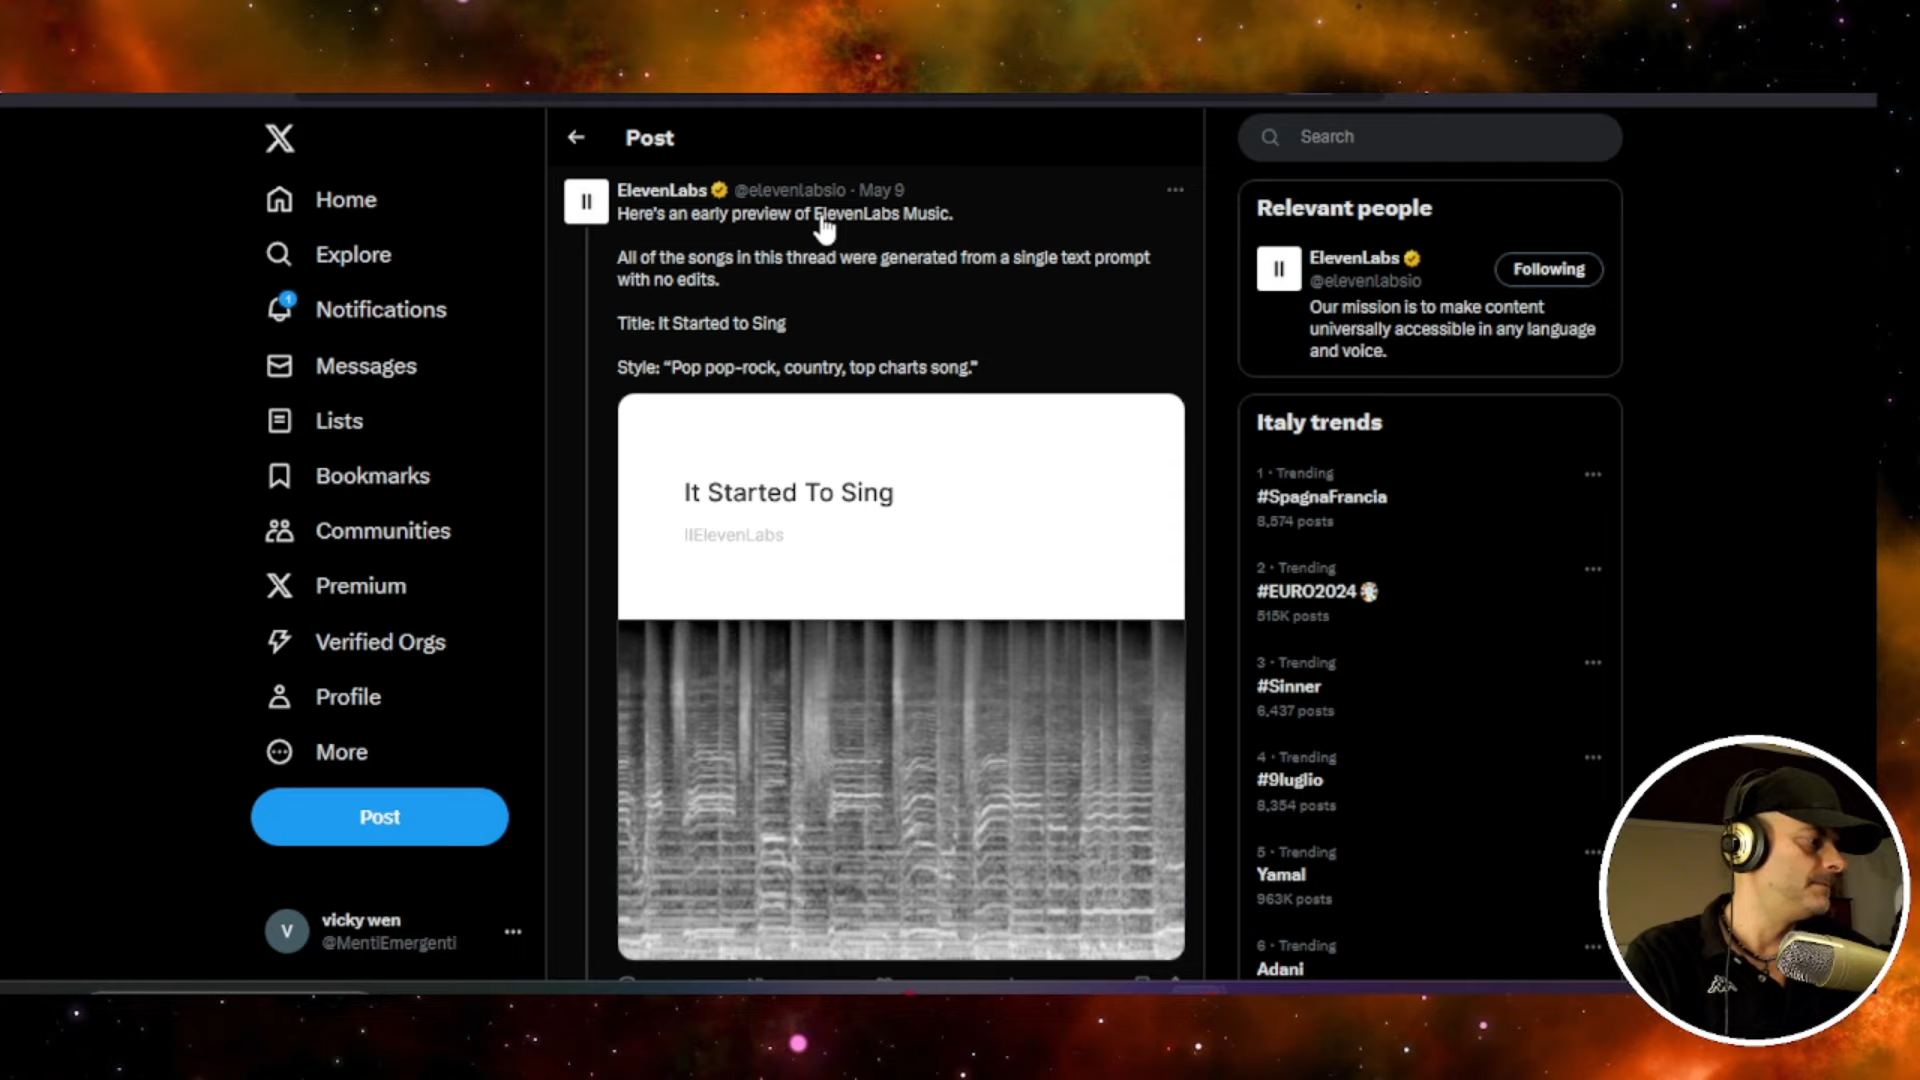 Home
Explore
1
Notifications
Messages
Lists
Bookmarks
Communities
Premium
Verified Orgs
Profile
More
Post
V
vicky wen
@MentiEmergenti
Post
ElevenLabs @elevenlabsio · May 9
Here's an early preview of ElevenLabs Music.
All of the songs in this thread were generated from a single text prompt
with no edits.
Title: It Started to Sing
Style: “Pop pop-rock, country, top charts song.”
It Started To Sing
IIElevenLabs
Search
Relevant people
ElevenLabs
@elevenlabsio
Following
Our mission is to make content
universally accessible in any language
and voice.
Italy trends
1 · Trending
#SpagnaFrancia
8,574 posts
2 · Trending
#EURO2024
515K posts
3 · Trending
#Sinner
6,437 posts
4 · Trending
#9luglio
8,354 posts
5 · Trending
Yamal
963K posts
6 · Trending
Adani